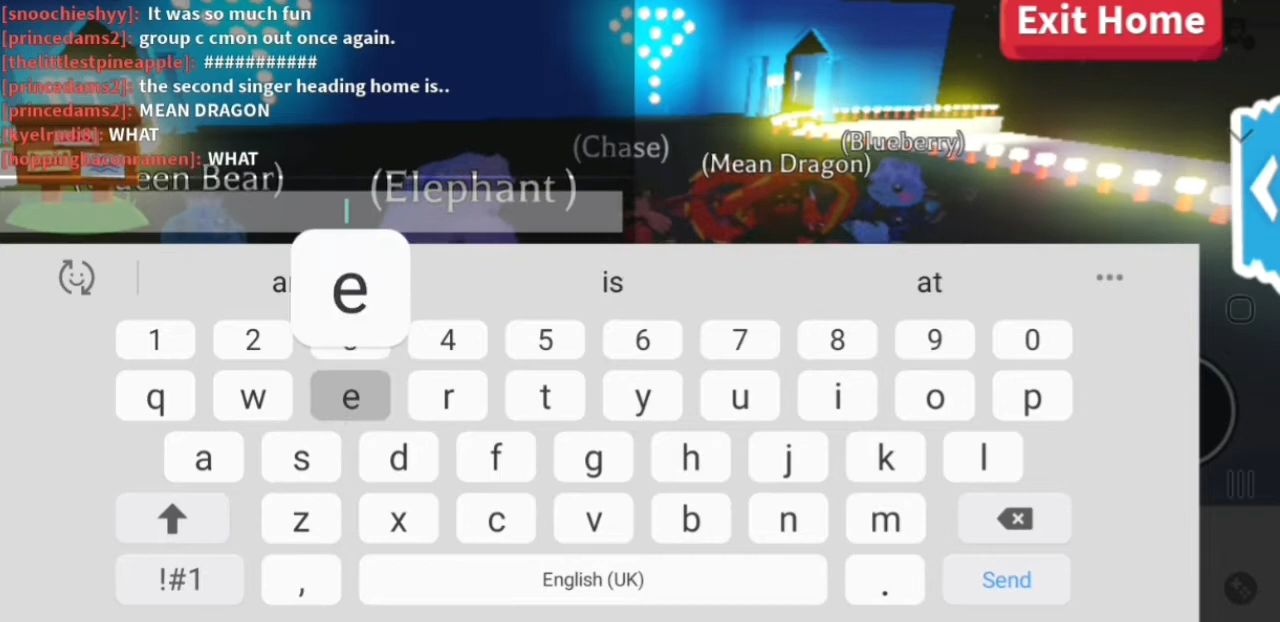 [snoochieshyy]: It was so much fun
[princedams2]: group c cmon out once again.
[thelittlestpineapple]: ###########
[princedams2]: the second singer heading home is..
[princedams2]: MEAN DRAGON
WHAT
WHAT
Exit Home
(Chase)
(Blueberry)
(Mean Dragon)
Bear)
(Elephant )
e
is
at
1 2 4 5 6 7 8 9 0
q w e r t y u i o p
a s d f g h j k l
z x c v b n m
!#1 , English (UK) . Send